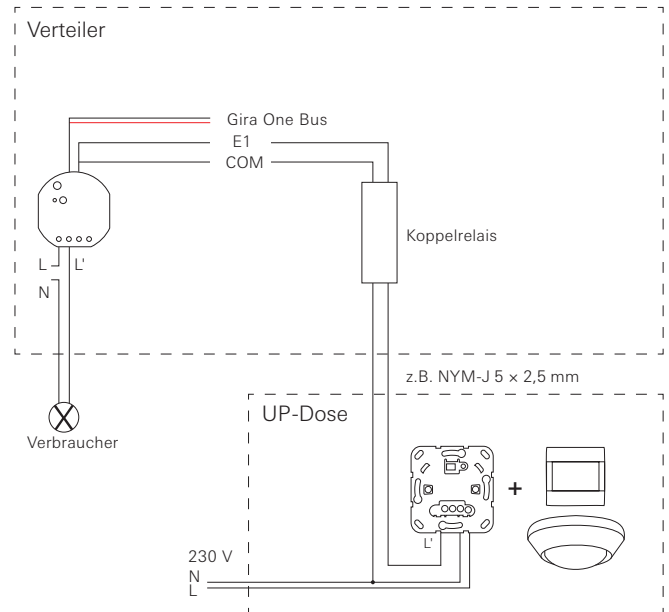 Verteiler
Gira One Bus
E1
COM
Koppelrelais
L L'
N
z.B. NYM-J 5 × 2,5 mm
Verbraucher
UP-Dose
+
L'
230 V
N
L